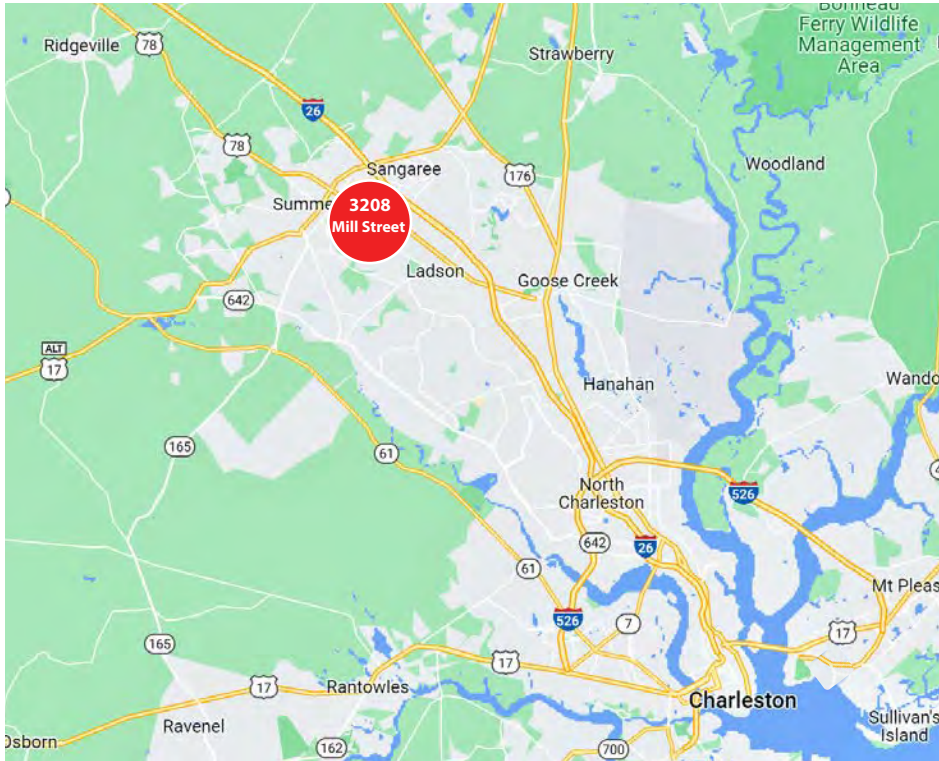 Bonneau
Ferry Wildlife
Management
Area
Ridgeville
78
Strawberry
26
78
Sangaree
176
Woodland
Summe
3208
Mill Street
Ladson
Goose Creek
642
ALT
17
Hanahan
Wando
165
61
4
North
Charleston
526
642
26
61
Mt Pleas
526
7
17
165
17
17
Rantowles
Charleston
Ravenel
Sullivan's
Island
Osborn
162
700